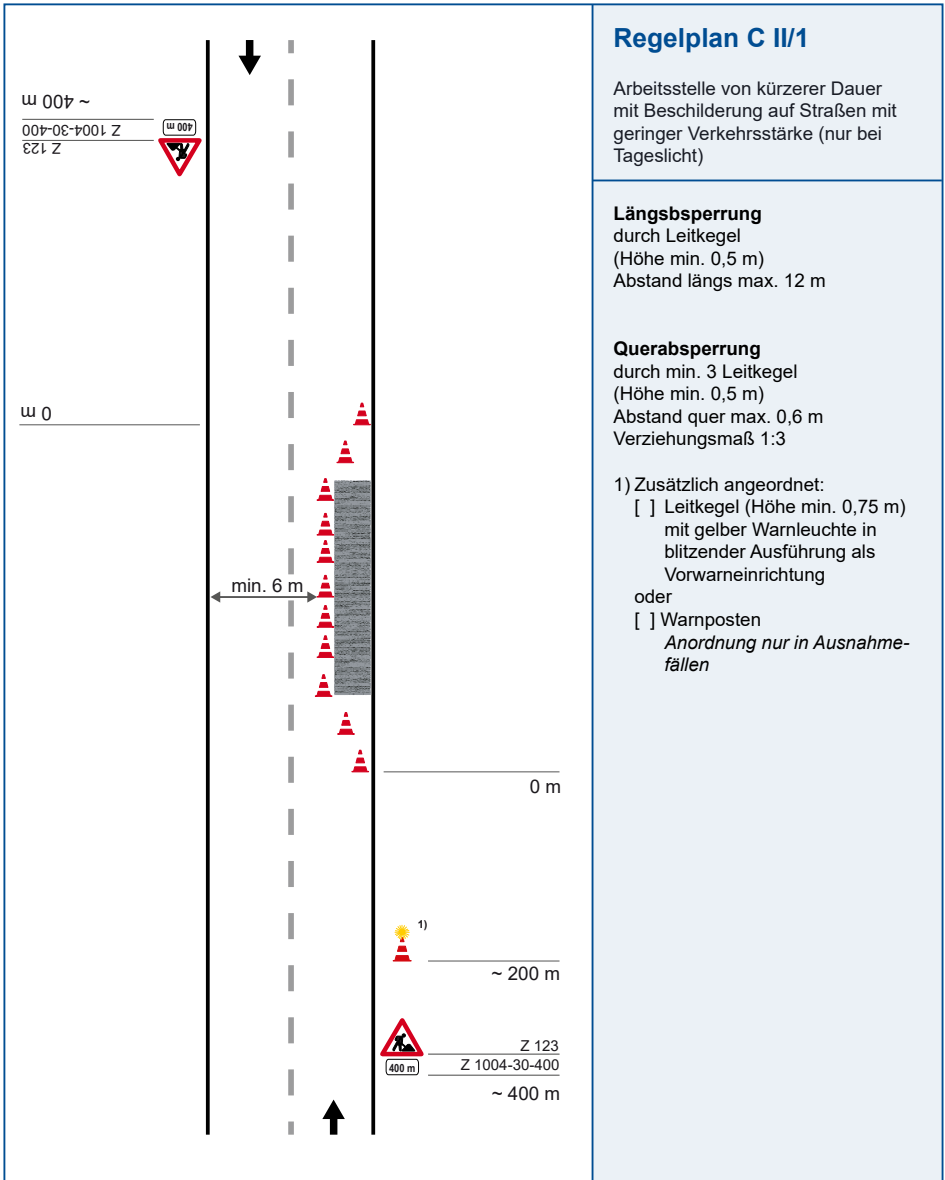 Regelplan C II/1
Arbeitsstelle von kürzerer Dauer
mit Beschilderung auf Straßen mit
geringer Verkehrsstärke (nur bei
Tageslicht)
Längsbsperrung
durch Leitkegel
(Höhe min. 0,5 m)
Abstand längs max. 12 m
Querabsperrung
durch min. 3 Leitkegel
(Höhe min. 0,5 m)
Abstand quer max. 0,6 m
Verziehungsmaß 1:3
1) Zusätzlich angeordnet:
[ ] Leitkegel (Höhe min. 0,75 m)
mit gelber Warnleuchte in
blitzender Ausführung als
Vorwarneinrichtung
oder
[ ] Warnposten
Anordnung nur in Ausnahme-
fällen
~ 400 m
Z 1004-30-400
Z 123
400 m
0 m
min. 6 m
0 m
1)
~ 200 m
Z 123
400 m
Z 1004-30-400
~ 400 m